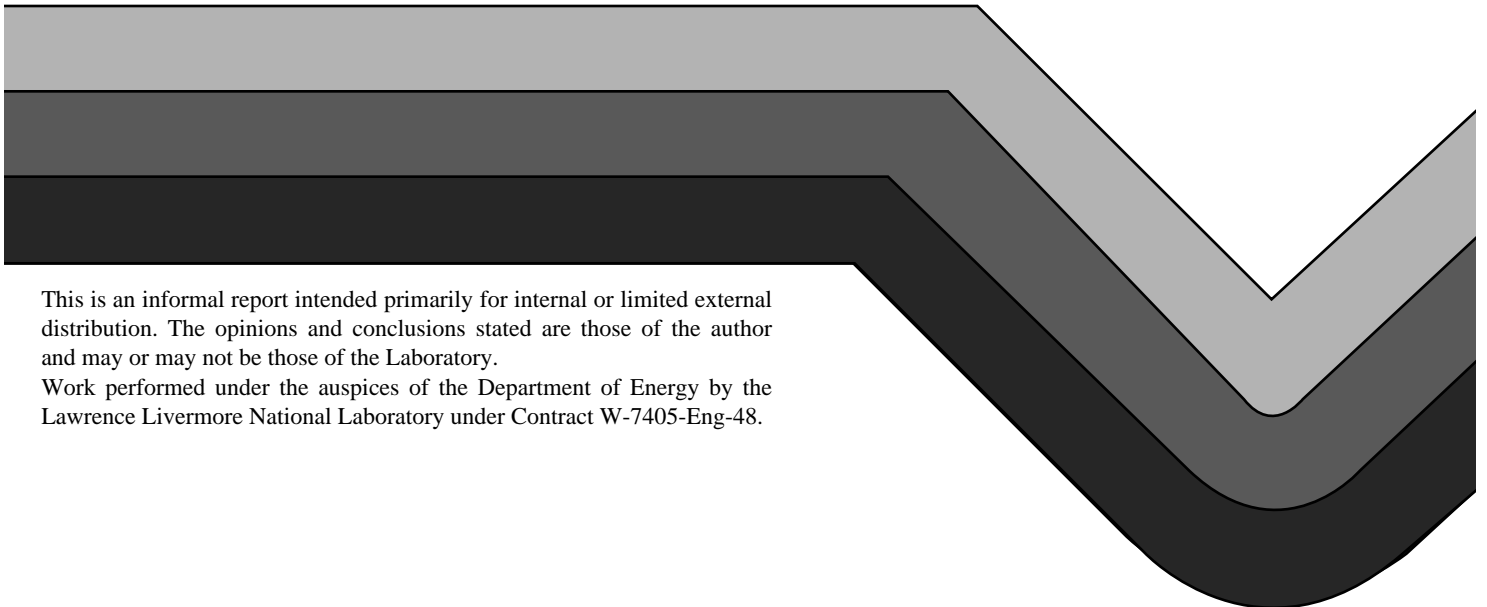 This is an informal report intended primarily for internal or limited external
distribution. The opinions and conclusions stated are those of the author
and may or may not be those of the Laboratory.
Work performed under the auspices of the Department of Energy by the
Lawrence Livermore National Laboratory under Contract W-7405-Eng-48.